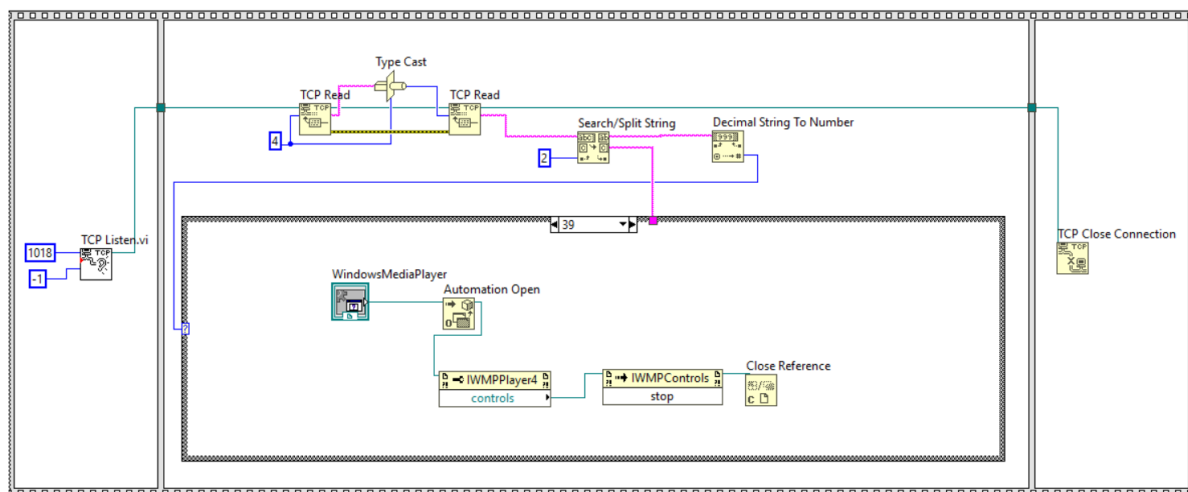 Type Cast
TCP Read
TCP Read
4
Search/Split String
Decimal String To Number
2
39
TCP Listen.vi
1018
-1
TCP Close Connection
WindowsMediaPlayer
Automation Open
IWMPPlayer4
controls
IWMPControls
stop
Close Reference
?